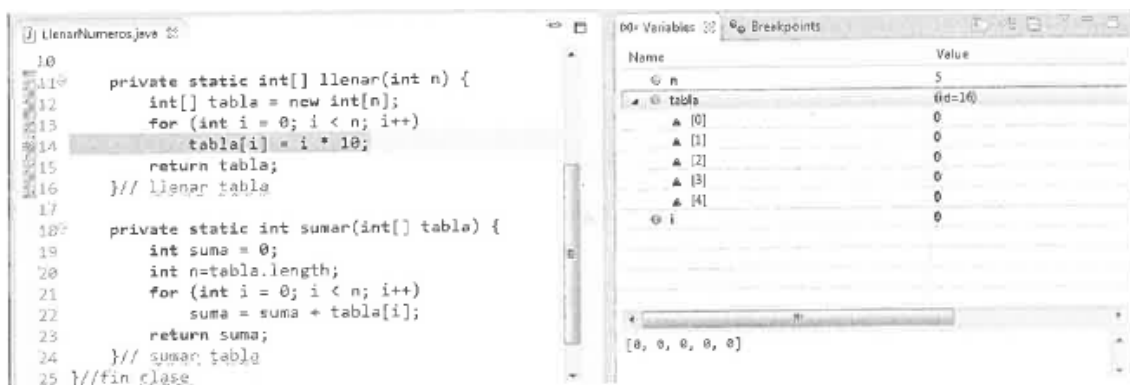 LlenarNumeros.java
10
11 private static int[] llenar(int n) {
12 int[] tabla = new int[n];
13 for (int i = 0; i < n; i++)
14 tabla[i] = i * 10;
15 return tabla;
16 }// llenar tabla
17
18 private static int sumar(int[] tabla) {
19 int suma = 0;
20 int n=tabla.length;
21 for (int i = 0; i < n; i++)
22 suma = suma + tabla[i];
23 return suma;
24 }// sumar tabla
25 }//fin clase
(x)= Variables Breakpoints
Name Value
n 5
tabla (id=16)
[0] 0
[1] 0
[2] 0
[3] 0
[4] 0
i 0
[0, 0, 0, 0, 0]